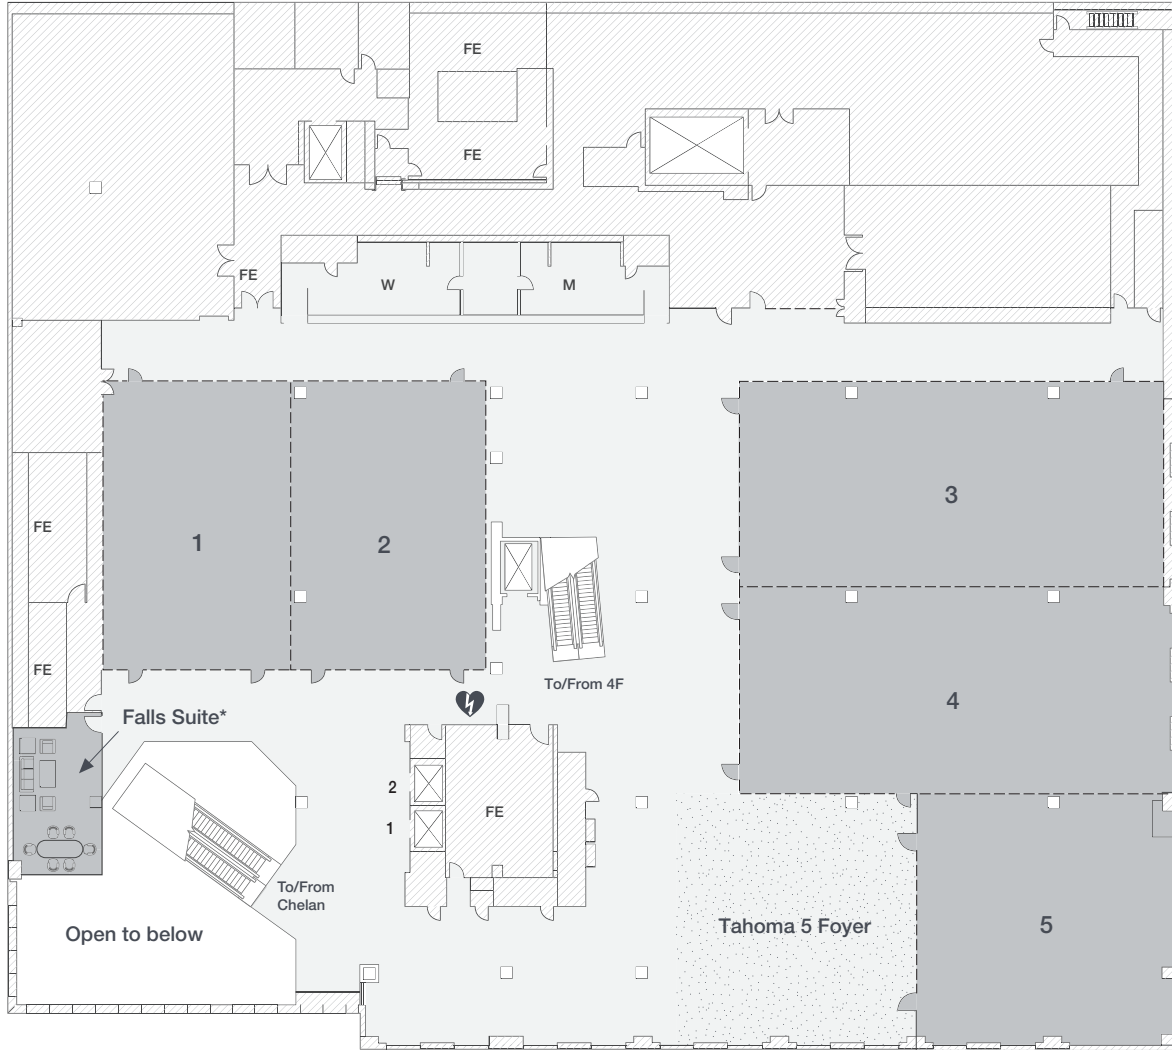 FE
FE
FE
W
M
3
1
2
FE
FE
To/From 4F
4
Falls Suite*
2
FE
1
To/From
Chelan
Open to below
Tahoma 5 Foyer
5